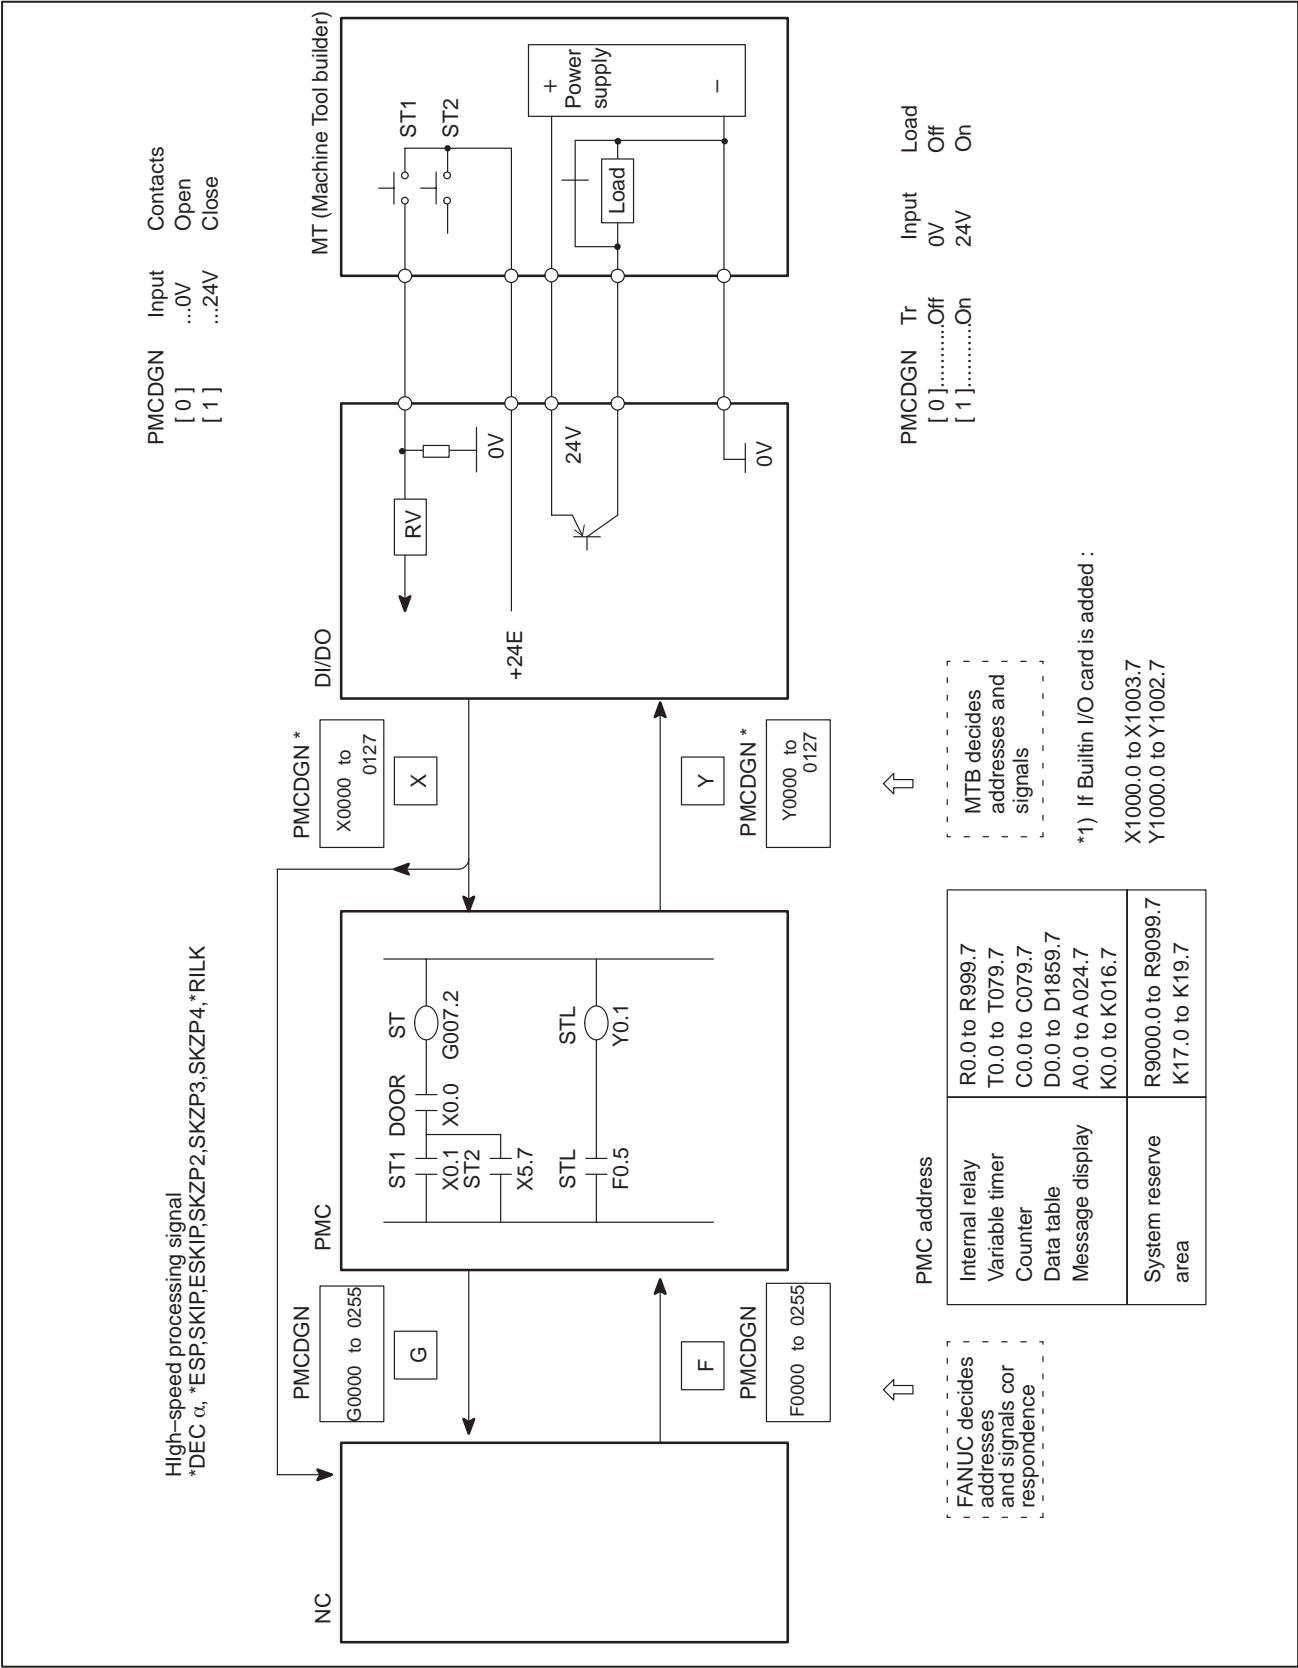 High–speed processing signal
*DEC α, *ESP,SKIP,ESKIP,SKZP2,SKZP3,SKZP4,*RILK
PMCDGN Input Contacts
[ 0 ] ...0V Open
[ 1 ] ...24V Close
NC
PMCDGN
G0000 to 0255
G
PMC
ST1 DOOR ST
X0.1 X0.0 G007.2
ST2
X5.7
STL STL
F0.5 Y0.1
F
PMCDGN
F0000 to 0255
PMCDGN *
X0000 to
0127
X
DI/DO
RV
0V
+24E
24V
0V
Y
PMCDGN *
Y0000 to
0127
MT (Machine Tool builder)
ST1
ST2
+
Power
supply
–
Load
FANUC decides
addresses
and signals cor
respondence
PMC address
Internal relay R0.0 to R999.7
Variable timer T0.0 to T079.7
Counter C0.0 to C079.7
Data table D0.0 to D1859.7
Message display A0.0 to A024.7
K0.0 to K016.7
System reserve R9000.0 to R9099.7
area K17.0 to K19.7
MTB decides
addresses and
signals
*1) If Builtin I/O card is added :
X1000.0 to X1003.7
Y1000.0 to Y1002.7
PMCDGN Tr Input Load
[ 0 ]............Off 0V Off
[ 1 ]............On 24V On